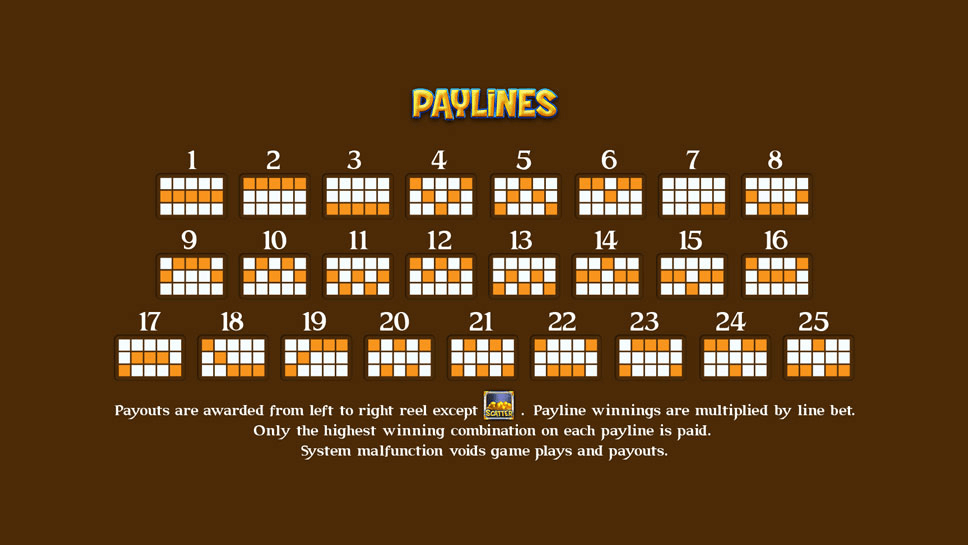 PAYLINES
1 2 3 4 5 6 7 8
9 10 11 12 13 14 15 16
17 18 19 20 21 22 23 24 25
Payouts are awarded from left to right reel except SCATTER . Payline winnings are multiplied by line bet.
Only the highest winning combination on each payline is paid.
System malfunction voids game plays and payouts.